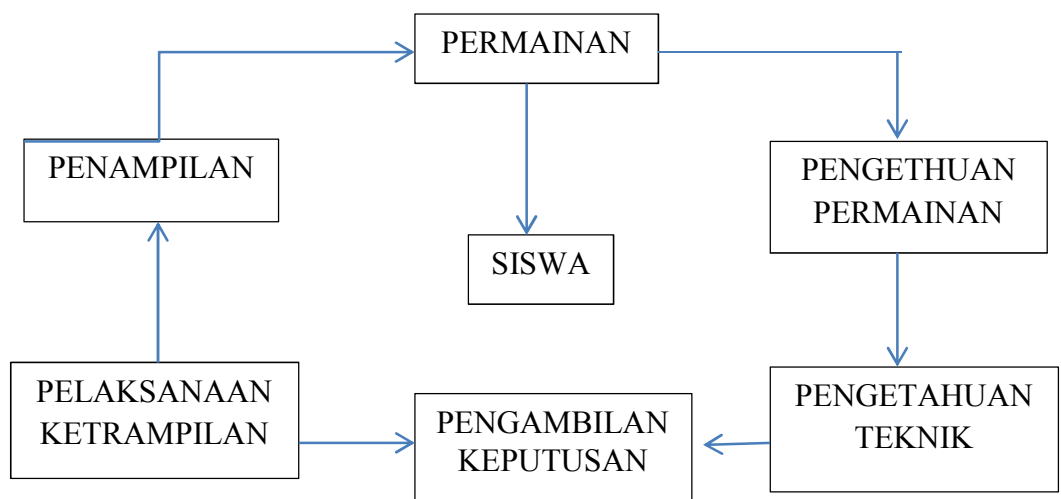 PERMAINAN
PENAMPILAN
PENGETHUAN
PERMAINAN
SISWA
PELAKSANAAN
KETRAMPILAN
PENGAMBILAN
KEPUTUSAN
PENGETAHUAN
TEKNIK